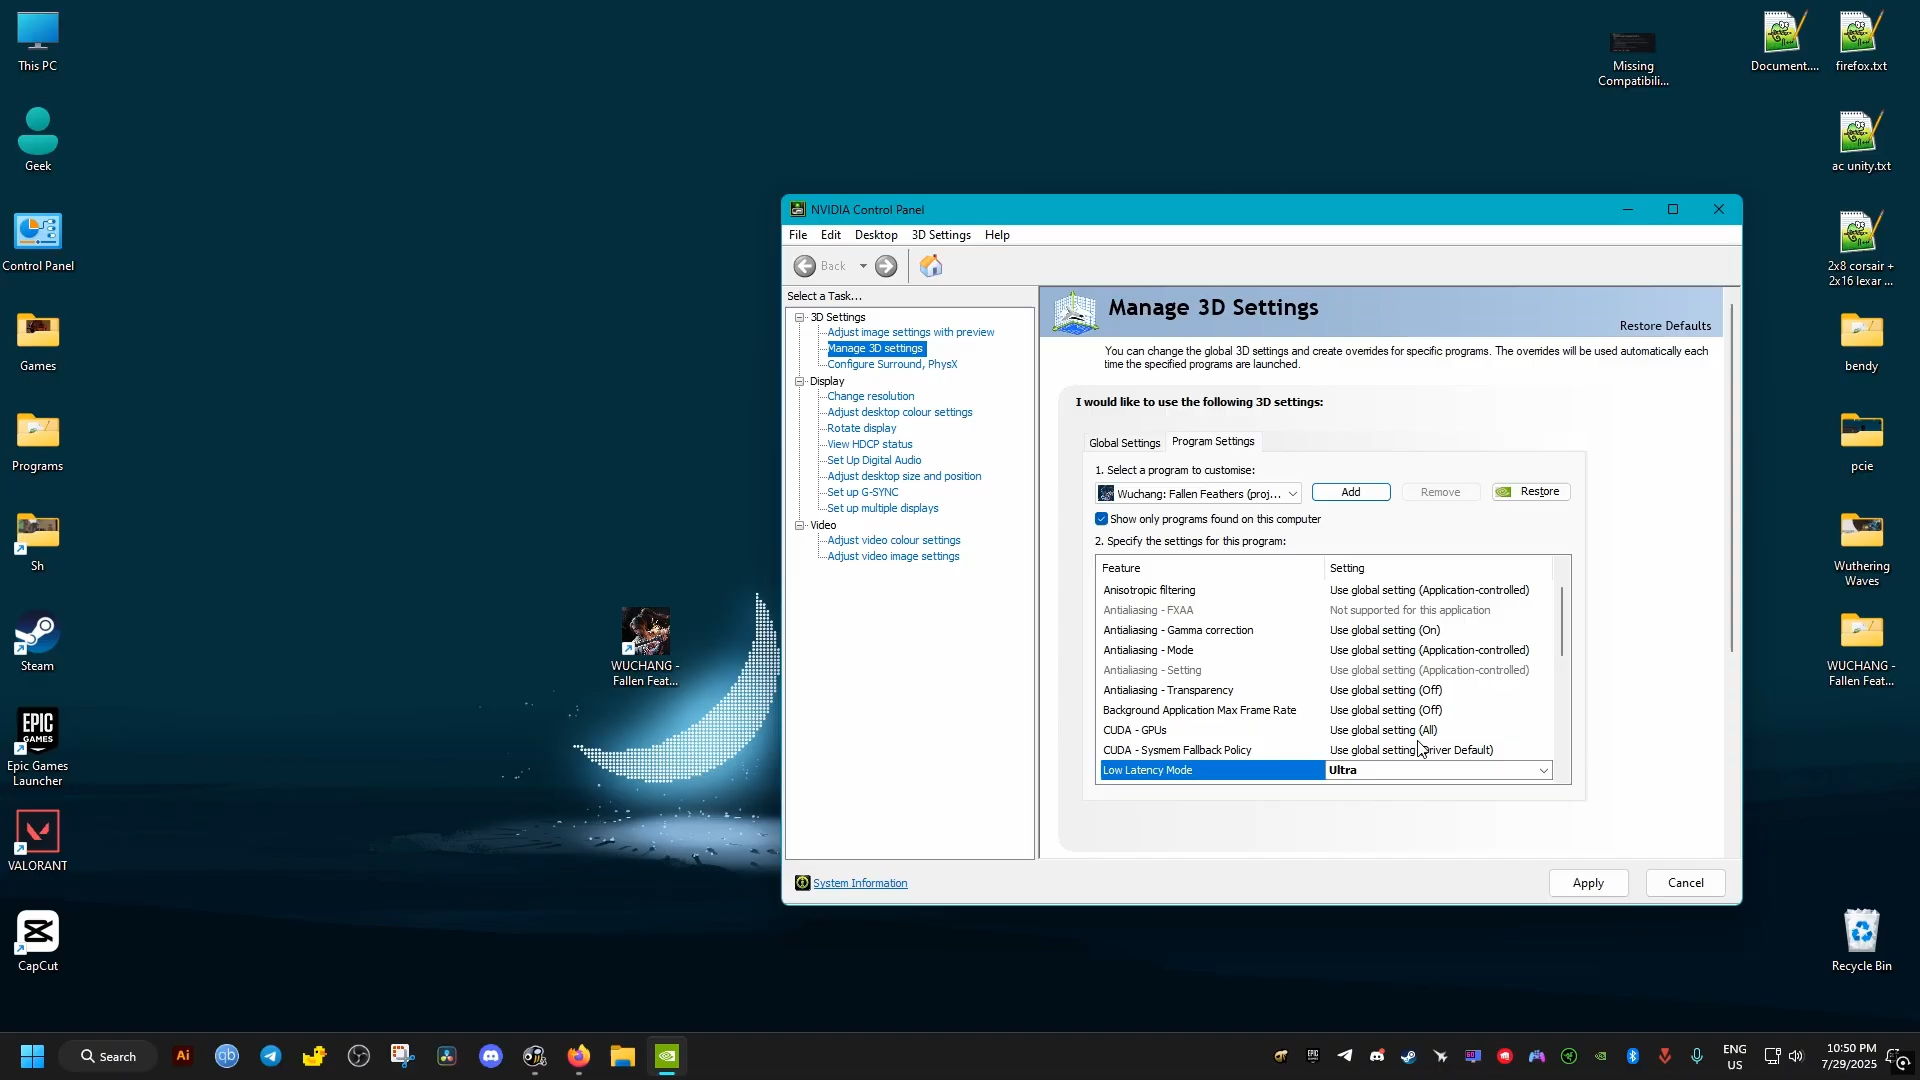 This PC
Geek
Control Panel
Games
Programs
Sh
Steam
EPIC
GAMES
Epic Games
Launcher
VALORANT
CapCut
WUCHANG -
Fallen Feat...
Missing
Compatibili...
Document....
firefox.txt
ac unity.txt
2x8 corsair +
2x16 lexar ...
bendy
pcie
Wuthering
Waves
WUCHANG -
Fallen Feat...
Recycle Bin
NVIDIA Control Panel
File Edit Desktop 3D Settings Help
Back
Select a Task...
3D Settings
Adjust image settings with preview
Manage 3D settings
Configure Surround, PhysX
Display
Change resolution
Adjust desktop colour settings
Rotate display
View HDCP status
Set Up Digital Audio
Adjust desktop size and position
Set up G-SYNC
Set up multiple displays
Video
Adjust video colour settings
Adjust video image settings
System Information
Manage 3D Settings
Restore Defaults
You can change the global 3D settings and create overrides for specific programs. The overrides will be used automatically each
time the specified programs are launched.
I would like to use the following 3D settings:
Global Settings Program Settings
1. Select a program to customise:
Wuchang: Fallen Feathers (proj... Add Remove Restore
Show only programs found on this computer
2. Specify the settings for this program:
Feature Setting
Anisotropic filtering Use global setting (Application-controlled)
Antialiasing - FXAA Not supported for this application
Antialiasing - Gamma correction Use global setting (On)
Antialiasing - Mode Use global setting (Application-controlled)
Antialiasing - Setting Use global setting (Application-controlled)
Antialiasing - Transparency Use global setting (Off)
Background Application Max Frame Rate Use global setting (Off)
CUDA - GPUs Use global setting (All)
CUDA - Sysmem Fallback Policy Use global setting Driver Default)
Low Latency Mode Ultra
Apply Cancel
Search
Ai
qb
ENG
US
10:50 PM
7/29/2025